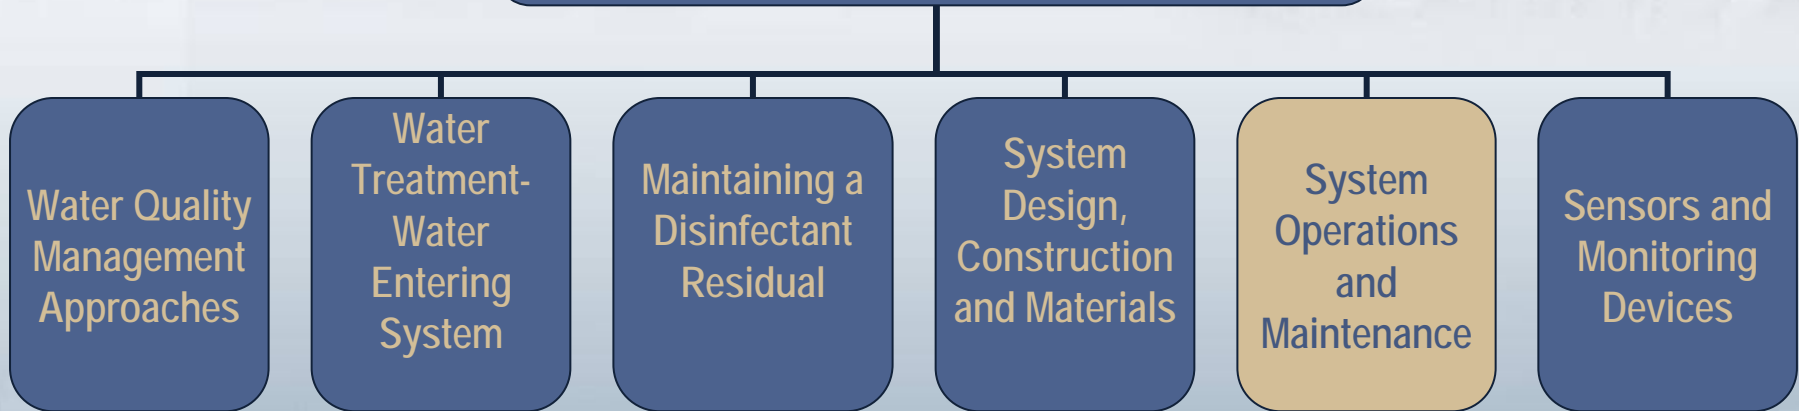 Water Quality
Management
Approaches
Water
Treatment-
Water
Entering
System
Maintaining a
Disinfectant
Residual
System
Design,
Construction
and Materials
System
Operations
and
Maintenance
Sensors and
Monitoring
Devices